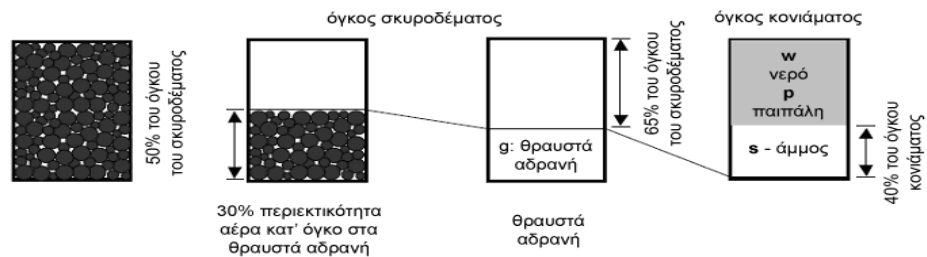 όγκος σκυροδέματος
όγκος κονιάματος
50% του όγκου
του σκυροδέματος
65% του όγκου
του σκυροδέματος
g: θραυστά
αδρανή
w
νερό
p
παιπάλη
s - άμμος
40% του όγκου
κονιάματος
30% περιεκτικότητα
αέρα κατ’ όγκο στα
θραυστά αδρανή
θραυστά
αδρανή